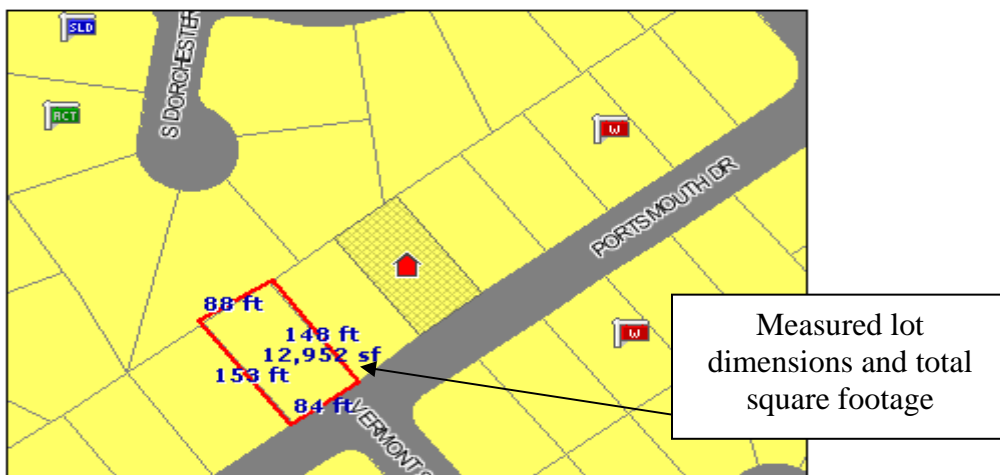 SLD
ACT
S DORCHESTER
W
PORTSMOUTH DR
88 ft
148 ft
12,952 sf
153 ft
84 ft
VERMONT
W
Measured lot
dimensions and total
square footage